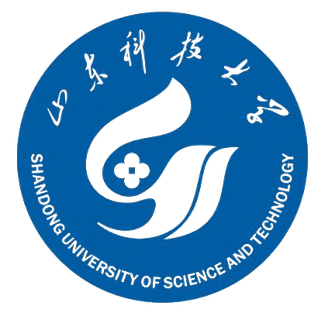 山东科技大学
SHANDONG UNIVERSITY OF SCIENCE AND TECHNOLOGY